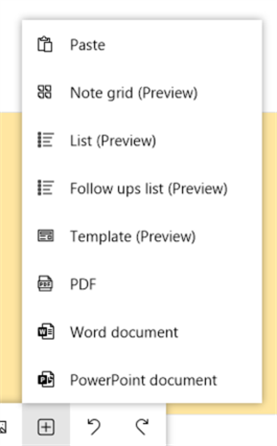 Paste
Note grid (Preview)
List (Preview)
Follow ups list (Preview)
Template (Preview)
PDF
Word document
PowerPoint document